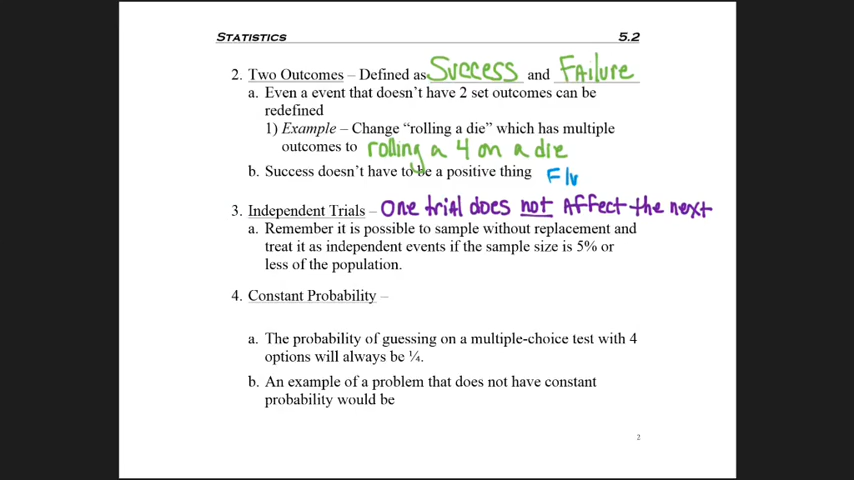 STATISTICS 5.2
2. Two Outcomes – Defined as Success and Failure
a. Even a event that doesn't have 2 set outcomes can be
redefined
1) Example – Change "rolling a die" which has multiple
outcomes to rolling a 4 on a die
b. Success doesn't have to be a positive thing Flu
3. Independent Trials – One trial does not Affect the next
a. Remember it is possible to sample without replacement and
treat it as independent events if the sample size is 5% or
less of the population.
4. Constant Probability –
a. The probability of guessing on a multiple-choice test with 4
options will always be ¼.
b. An example of a problem that does not have constant
probability would be
2